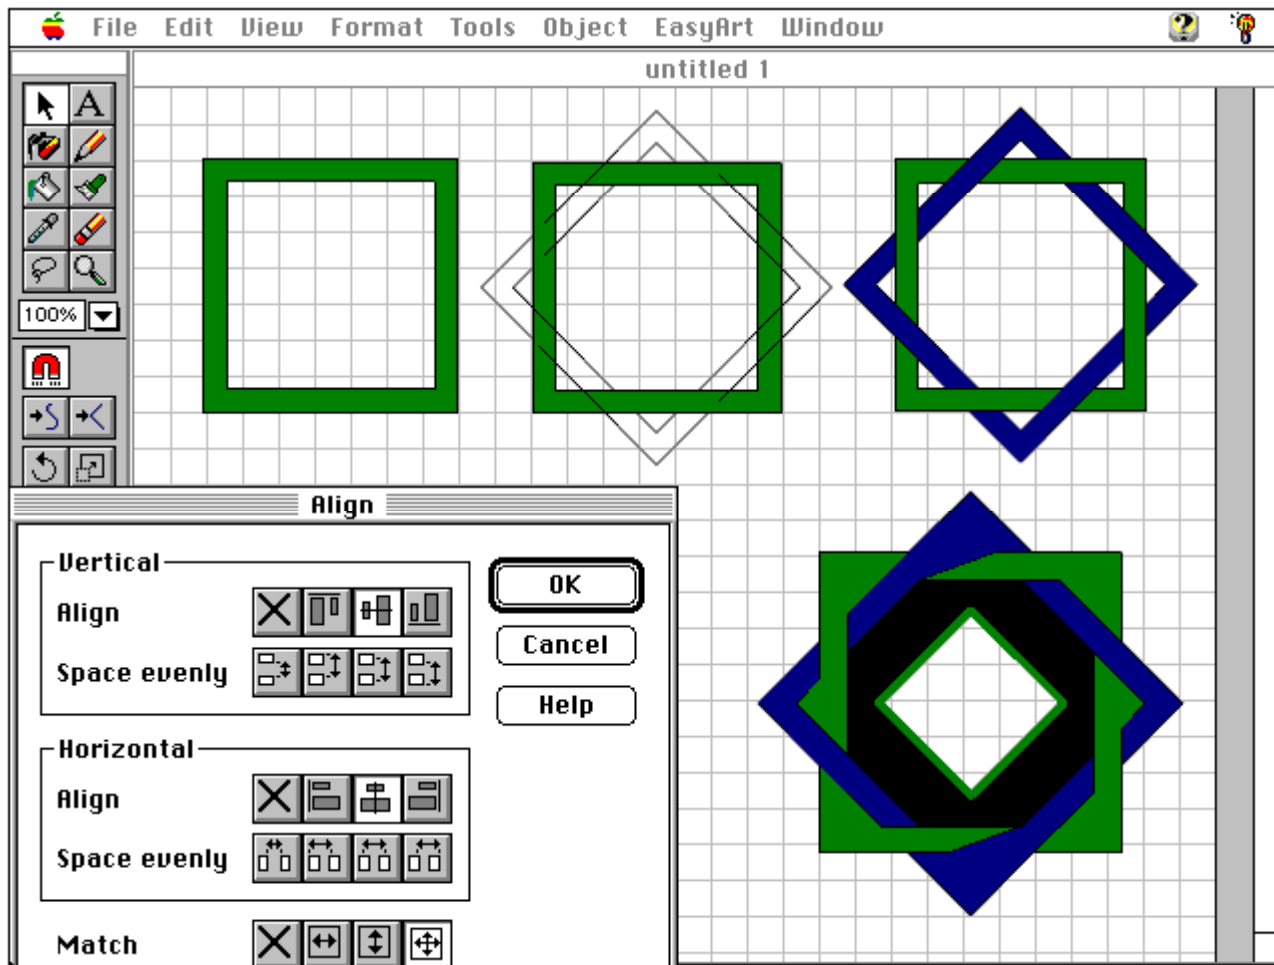 File Edit View Format Tools Object EasyArt Window
untitled 1
A
100%
Align
Vertical
Align
Space evenly
OK
Cancel
Help
Horizontal
Align
Space evenly
Match